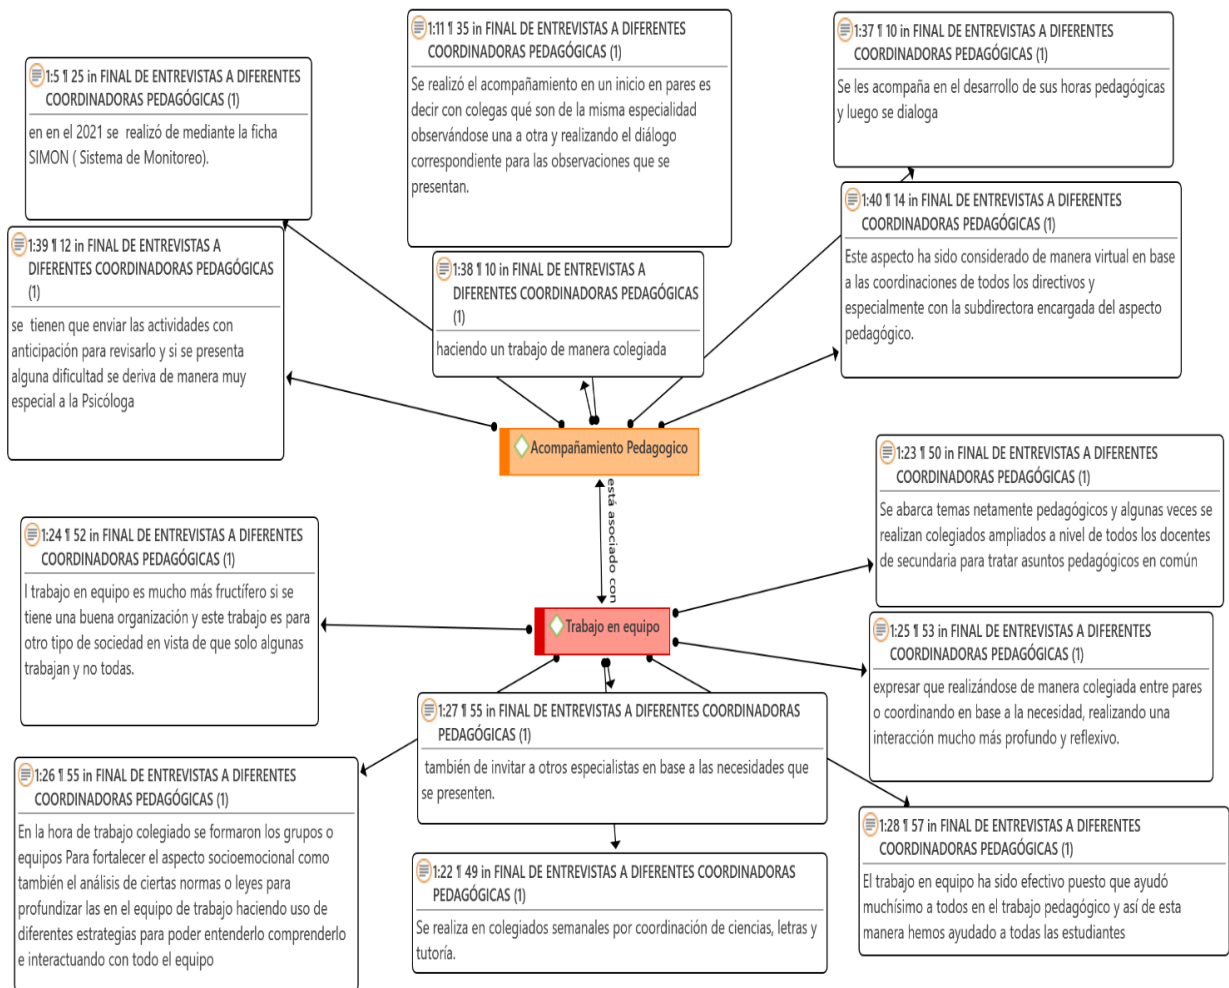 1:5 ¶ 25 in FINAL DE ENTREVISTAS A DIFERENTES
COORDINADORAS PEDAGÓGICAS (1)
en en el 2021 se realizó de mediante la ficha
SIMON ( Sistema de Monitoreo).
1:11 ¶ 35 in FINAL DE ENTREVISTAS A DIFERENTES
COORDINADORAS PEDAGÓGICAS (1)
Se realizó el acompañamiento en un inicio en pares es
decir con colegas qué son de la misma especialidad
observándose una a otra y realizando el diálogo
correspondiente para las observaciones que se
presentan.
1:37 ¶ 10 in FINAL DE ENTREVISTAS A DIFERENTES
COORDINADORAS PEDAGÓGICAS (1)
Se les acompaña en el desarrollo de sus horas pedagógicas
y luego se dialoga
1:39 ¶ 12 in FINAL DE ENTREVISTAS A
DIFERENTES COORDINADORAS PEDAGÓGICAS
(1)
se tienen que enviar las actividades con
anticipación para revisarlo y si se presenta
alguna dificultad se deriva de manera muy
especial a la Psicóloga
1:38 ¶ 10 in FINAL DE ENTREVISTAS A
DIFERENTES COORDINADORAS PEDAGÓGICAS
(1)
haciendo un trabajo de manera colegiada
1:40 ¶ 14 in FINAL DE ENTREVISTAS A DIFERENTES
COORDINADORAS PEDAGÓGICAS (1)
Este aspecto ha sido considerado de manera virtual en base
a las coordinaciones de todos los directivos y
especialmente con la subdirectora encargada del aspecto
pedagógico.
Acompañamiento Pedagogico
está asociado con
Trabajo en equipo
1:24 ¶ 52 in FINAL DE ENTREVISTAS A DIFERENTES
COORDINADORAS PEDAGÓGICAS (1)
l trabajo en equipo es mucho más fructífero si se
tiene una buena organización y este trabajo es para
otro tipo de sociedad en vista de que solo algunas
trabajan y no todas.
1:23 ¶ 50 in FINAL DE ENTREVISTAS A DIFERENTES
COORDINADORAS PEDAGÓGICAS (1)
Se abarca temas netamente pedagógicos y algunas veces se
realizan colegiados ampliados a nivel de todos los docentes
de secundaria para tratar asuntos pedagógicos en común
1:25 ¶ 53 in FINAL DE ENTREVISTAS A DIFERENTES
COORDINADORAS PEDAGÓGICAS (1)
expresar que realizándose de manera colegiada entre pares
o coordinando en base a la necesidad, realizando una
interacción mucho más profundo y reflexivo.
1:27 ¶ 55 in FINAL DE ENTREVISTAS A DIFERENTES COORDINADORAS
PEDAGÓGICAS (1)
también de invitar a otros especialistas en base a las necesidades que
se presenten.
1:26 ¶ 55 in FINAL DE ENTREVISTAS A DIFERENTES
COORDINADORAS PEDAGÓGICAS (1)
En la hora de trabajo colegiado se formaron los grupos o
equipos Para fortalecer el aspecto socioemocional como
también el análisis de ciertas normas o leyes para
profundizar las en el equipo de trabajo haciendo uso de
diferentes estrategias para poder entenderlo comprenderlo
e interactuando con todo el equipo
1:22 ¶ 49 in FINAL DE ENTREVISTAS A DIFERENTES COORDINADORAS
PEDAGÓGICAS (1)
Se realiza en colegiados semanales por coordinación de ciencias, letras y
tutoría.
1:28 ¶ 57 in FINAL DE ENTREVISTAS A DIFERENTES
COORDINADORAS PEDAGÓGICAS (1)
El trabajo en equipo ha sido efectivo puesto que ayudó
muchísimo a todos en el trabajo pedagógico y así de esta
manera hemos ayudado a todas las estudiantes